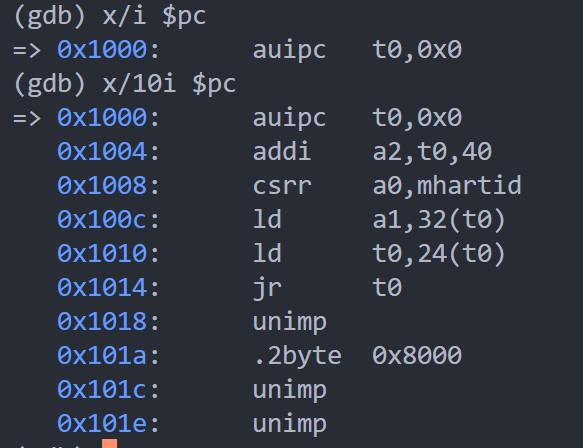 (gdb) x/i $pc
=> 0x1000: auipc t0,0x0
(gdb) x/10i $pc
=> 0x1000: auipc t0,0x0
0x1004: addi a2,t0,40
0x1008: csrr a0,mhartid
0x100c: ld a1,32(t0)
0x1010: ld t0,24(t0)
0x1014: jr t0
0x1018: unimp
0x101a: .2byte 0x8000
0x101c: unimp
0x101e: unimp